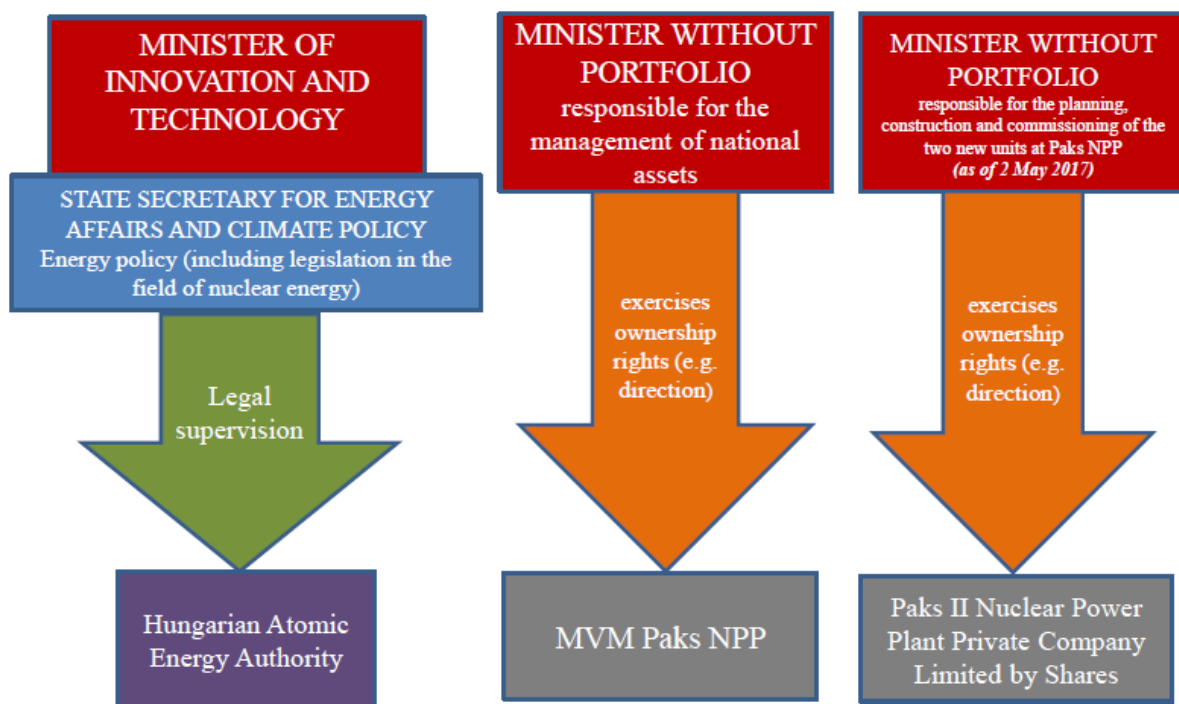 MINISTER OF
INNOVATION AND
TECHNOLOGY
STATE SECRETARY FOR ENERGY
AFFAIRS AND CLIMATE POLICY
Energy policy (including legislation in the
field of nuclear energy)
Legal
supervision
Hungarian Atomic
Energy Authority
MINISTER WITHOUT
PORTFOLIO
responsible for the
management of national
assets
exercises
ownership
rights (e.g.
direction)
MVM Paks NPP
MINISTER WITHOUT
PORTFOLIO
responsible for the planning,
construction and commissioning of the
two new units at Paks NPP
(as of 2 May 2017)
exercises
ownership
rights (e.g.
direction)
Paks II Nuclear Power
Plant Private Company
Limited by Shares